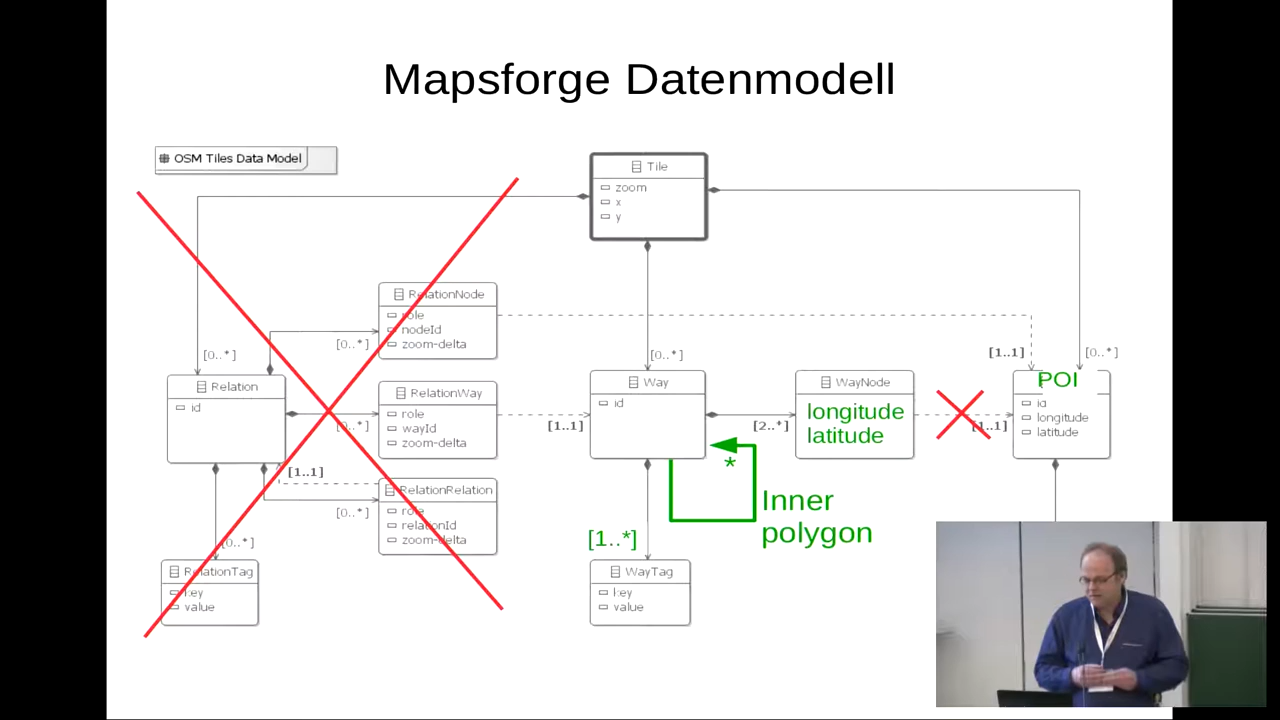 Mapsforge Datenmodell
OSM Tiles Data Model
Tile
zoom
x
y
RelationNode
role
nodeId
zoom-delta
[0..*]
[0..*]
[0..*]
[1..1]
[0..*]
Relation
id
RelationWay
role
wayId
zoom-delta
[0..*]
[1..1]
Way
id
[2..*]
WayNode
longitude
latitude
[1..1]
POI
id
longitude
latitude
*
Inner
polygon
[1..1]
RelationRelation
role
relationId
zoom-delta
[0..*]
[0..*]
[1..*]
RelationTag
key
value
WayTag
key
value